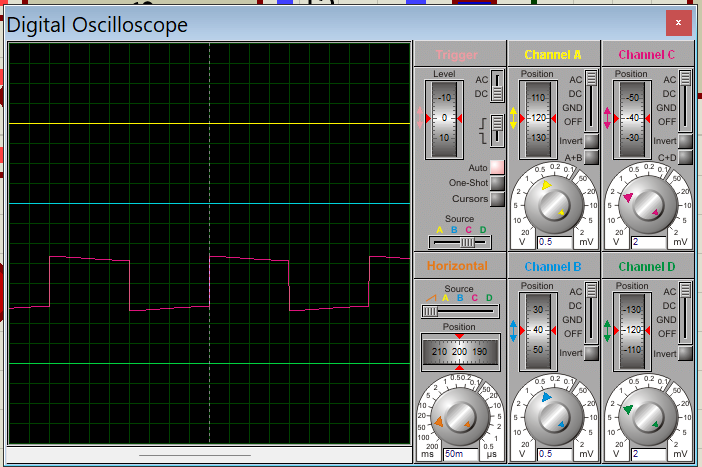 Digital Oscilloscope
x
Trigger
Level
AC
DC
-10
0
10
Auto
One-Shot
Cursors
Source
A B C D
Channel A
Position
AC
DC
GND
OFF
110
120
130
Invert
A+B
V
0.5
mV
Channel C
Position
AC
DC
GND
OFF
-50
-40
-30
Invert
C+D
V
2
mV
Horizontal
Source
A B C D
Position
210 200 190
ms
50m
µs
Channel B
Position
AC
DC
GND
OFF
30
40
50
Invert
V
0.5
mV
Channel D
Position
AC
DC
GND
OFF
-130
-120
-110
Invert
V
2
mV